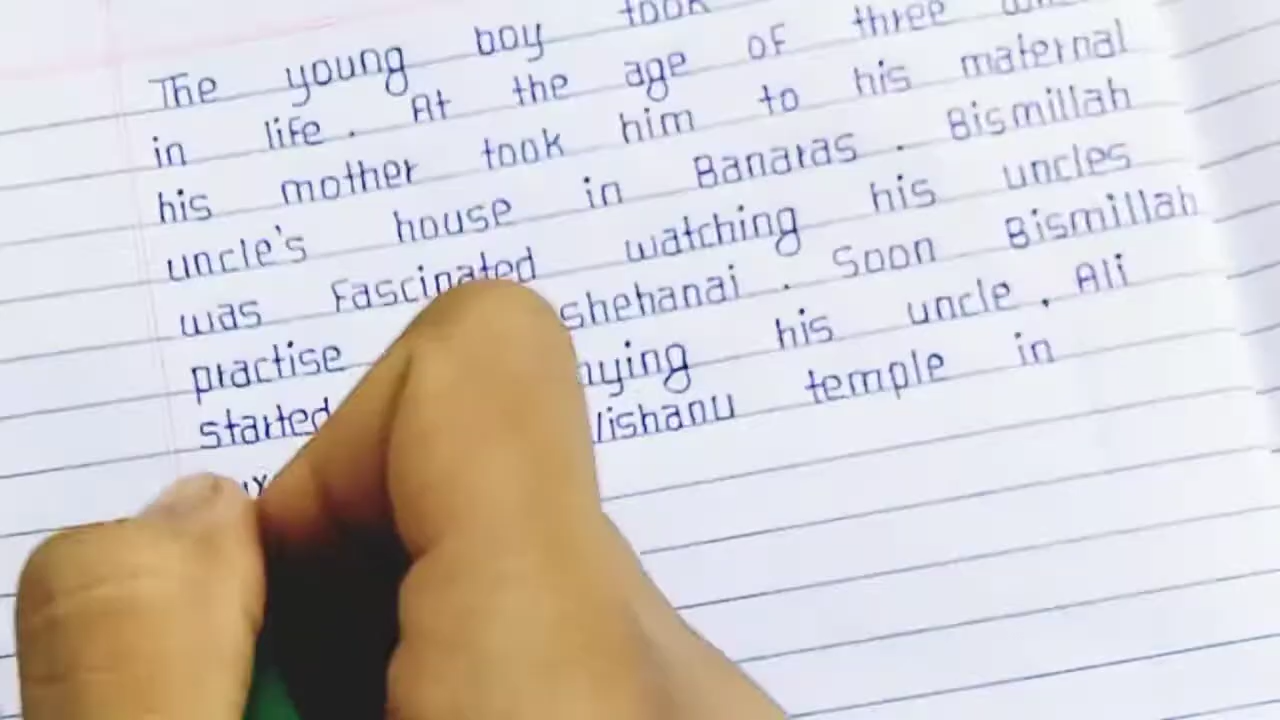 The young boy took
in life. At the age of three
his mother took him to his maternal
uncle's house in Banaras. Bismillah
was Fascinated watching his uncles
practise shehanai. Soon Bismillah
started his uncle, Ali
temple in